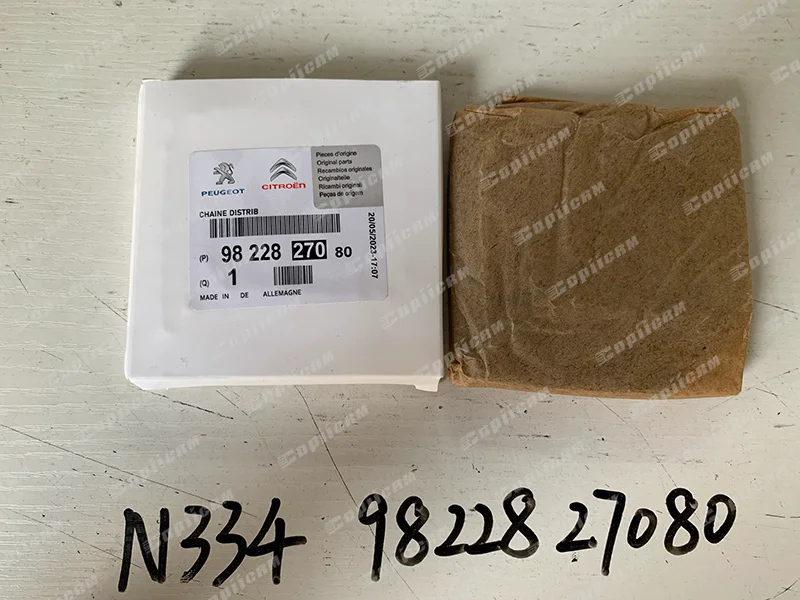 PEUGEOT
CITROËN
Pieces d'origine
Original parts
Recambios originales
Originalteile
Ricambi originali
Peças de origem
CHAINE DISTRIB
(P) 98 228 270 80
(Q) 1
MADE IN DE ALLEMAGNE
20/05/2023-17:07
N334 9822827080
Copiicam